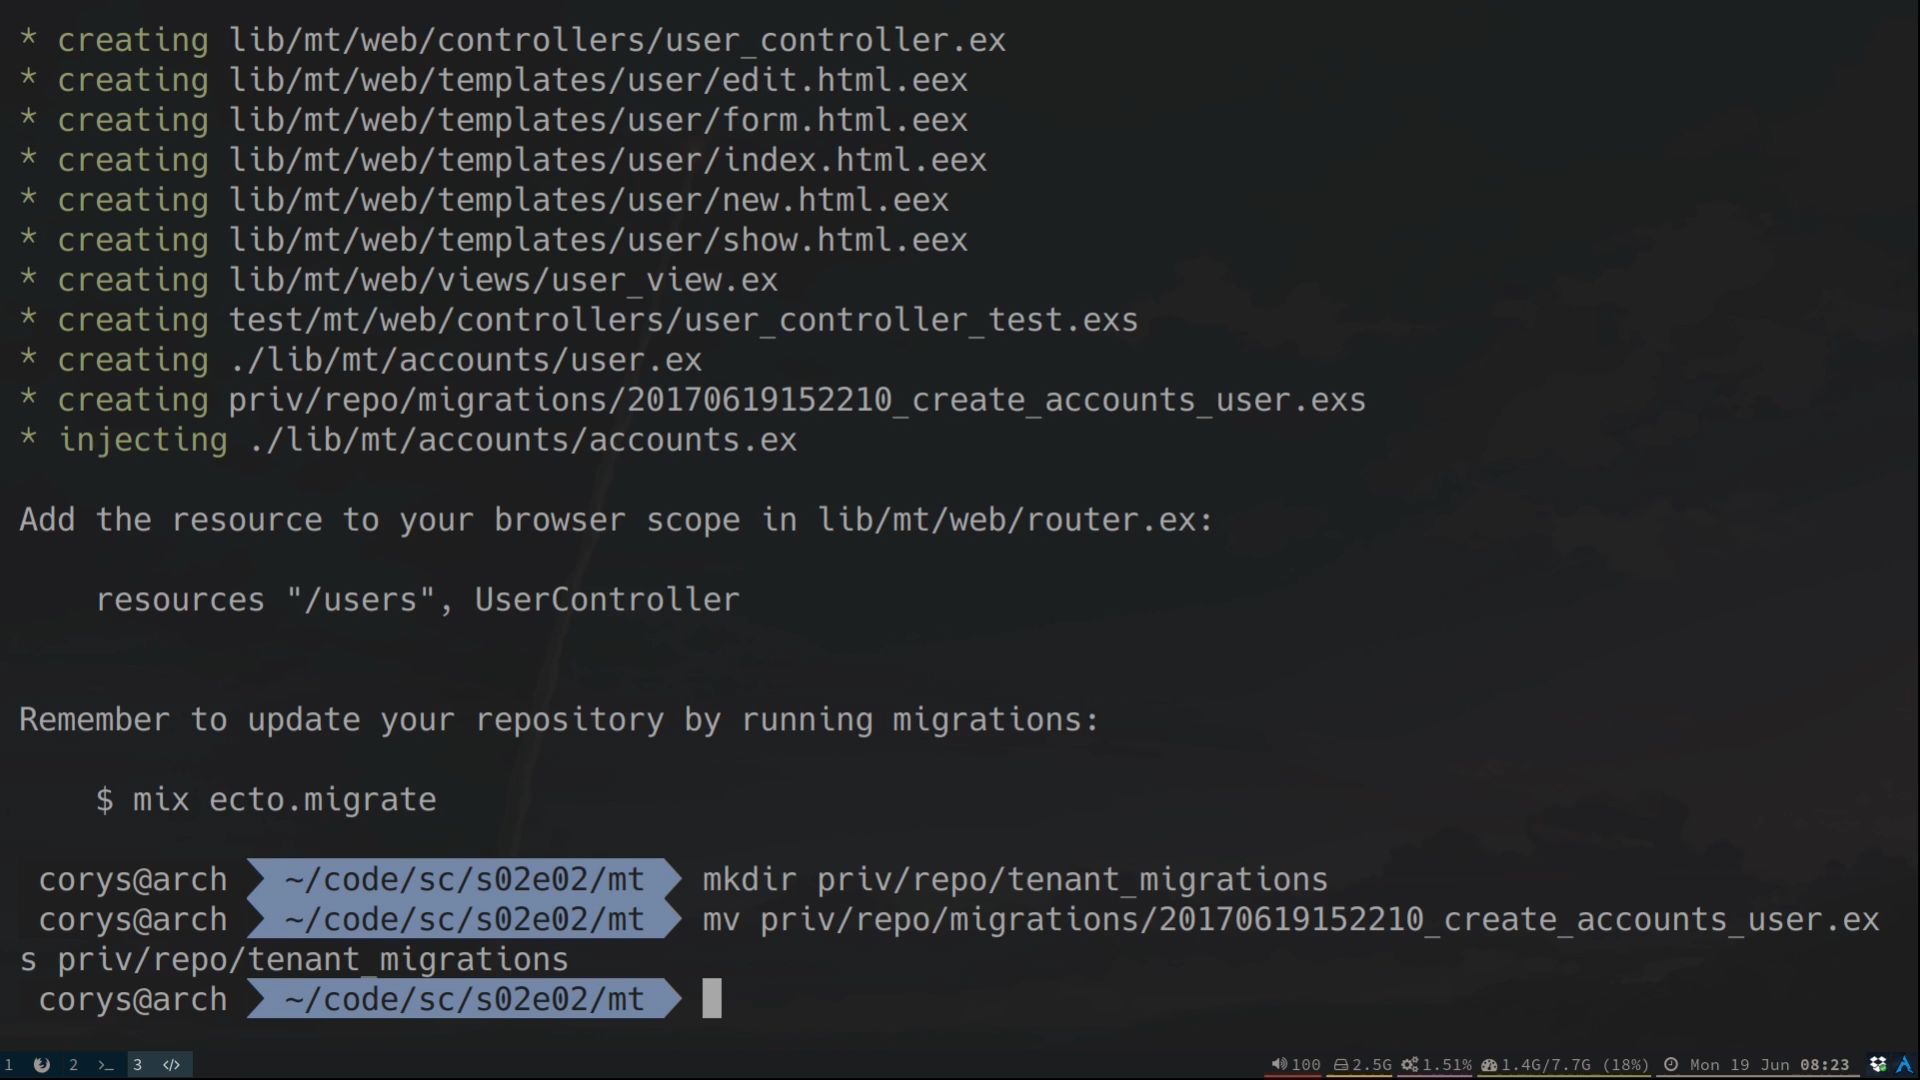 * creating lib/mt/web/controllers/user_controller.ex
* creating lib/mt/web/templates/user/edit.html.eex
* creating lib/mt/web/templates/user/form.html.eex
* creating lib/mt/web/templates/user/index.html.eex
* creating lib/mt/web/templates/user/new.html.eex
* creating lib/mt/web/templates/user/show.html.eex
* creating lib/mt/web/views/user_view.ex
* creating test/mt/web/controllers/user_controller_test.exs
* creating ./lib/mt/accounts/user.ex
* creating priv/repo/migrations/20170619152210_create_accounts_user.exs
* injecting ./lib/mt/accounts/accounts.ex
Add the resource to your browser scope in lib/mt/web/router.ex:
resources "/users", UserController
Remember to update your repository by running migrations:
$ mix ecto.migrate
corys@arch ~/code/sc/s02e02/mt mkdir priv/repo/tenant_migrations
corys@arch ~/code/sc/s02e02/mt mv priv/repo/migrations/20170619152210_create_accounts_user.ex
s priv/repo/tenant_migrations
corys@arch ~/code/sc/s02e02/mt
1 2 >_ 3 </> 100 2.5G 1.51% 1.4G/7.7G (18%) Mon 19 Jun 08:23